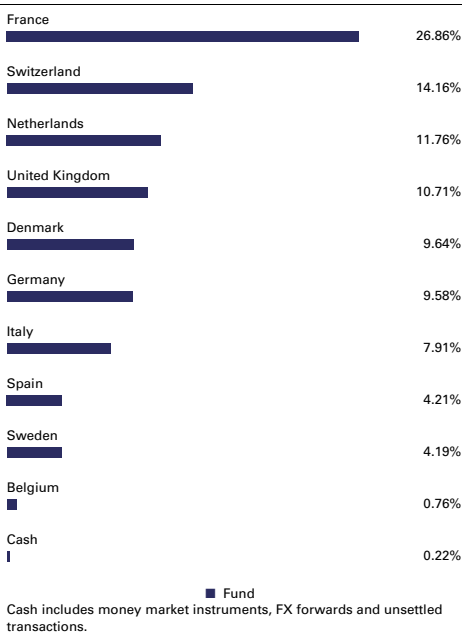 France
26.86%
Switzerland
14.16%
Netherlands
11.76%
United Kingdom
10.71%
Denmark
9.64%
Germany
9.58%
Italy
7.91%
Spain
4.21%
Sweden
4.19%
Belgium
0.76%
Cash
0.22%
Fund
Cash includes money market instruments, FX forwards and unsettled
transactions.